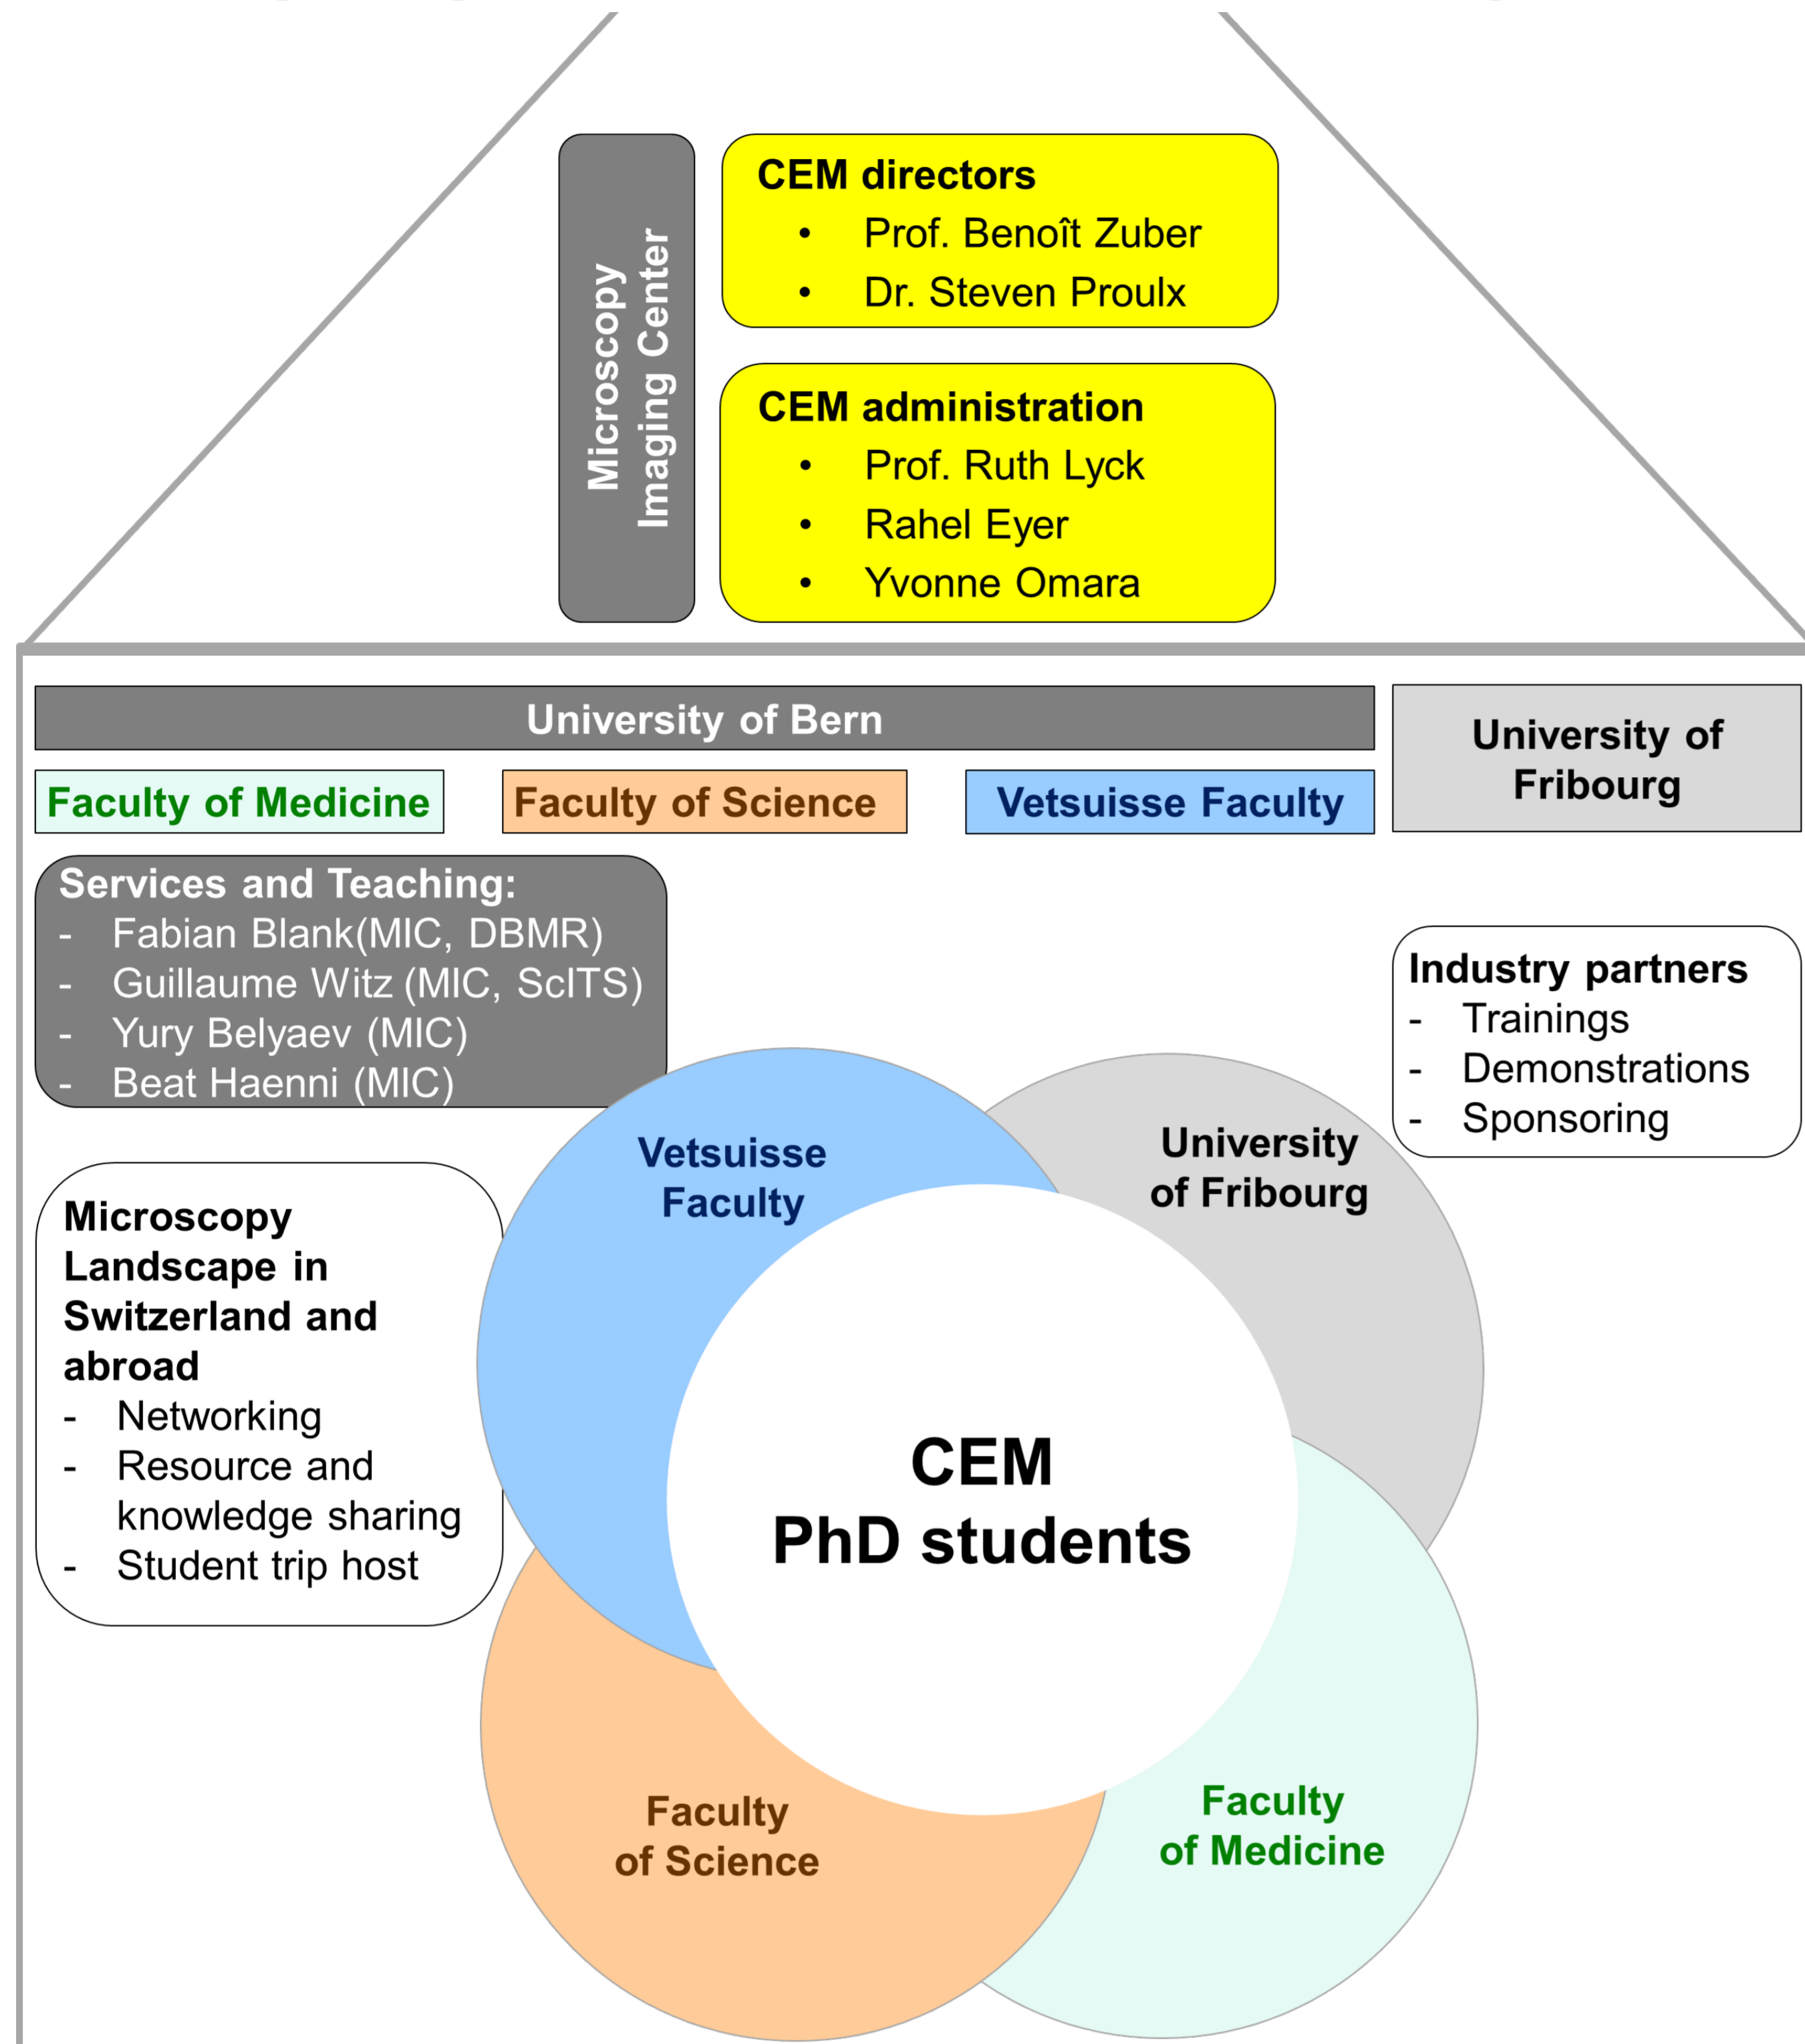 Microscopy
Imaging Center
CEM directors
• Prof. Benoît Zuber
• Dr. Steven Proulx
CEM administration
• Prof. Ruth Lyck
• Rahel Eyer
• Yvonne Omara
University of Bern
University of
Fribourg
Faculty of Medicine
Faculty of Science
Vetsuisse Faculty
Services and Teaching:
- Fabian Blank(MIC, DBMR)
- Guillaume Witz (MIC, ScITS)
- Yury Belyaev (MIC)
- Beat Haenni (MIC)
Industry partners
- Trainings
- Demonstrations
- Sponsoring
Microscopy
Landscape in
Switzerland and
abroad
- Networking
- Resource and
knowledge sharing
- Student trip host
Vetsuisse
Faculty
University
of Fribourg
CEM
PhD students
Faculty
of Science
Faculty
of Medicine